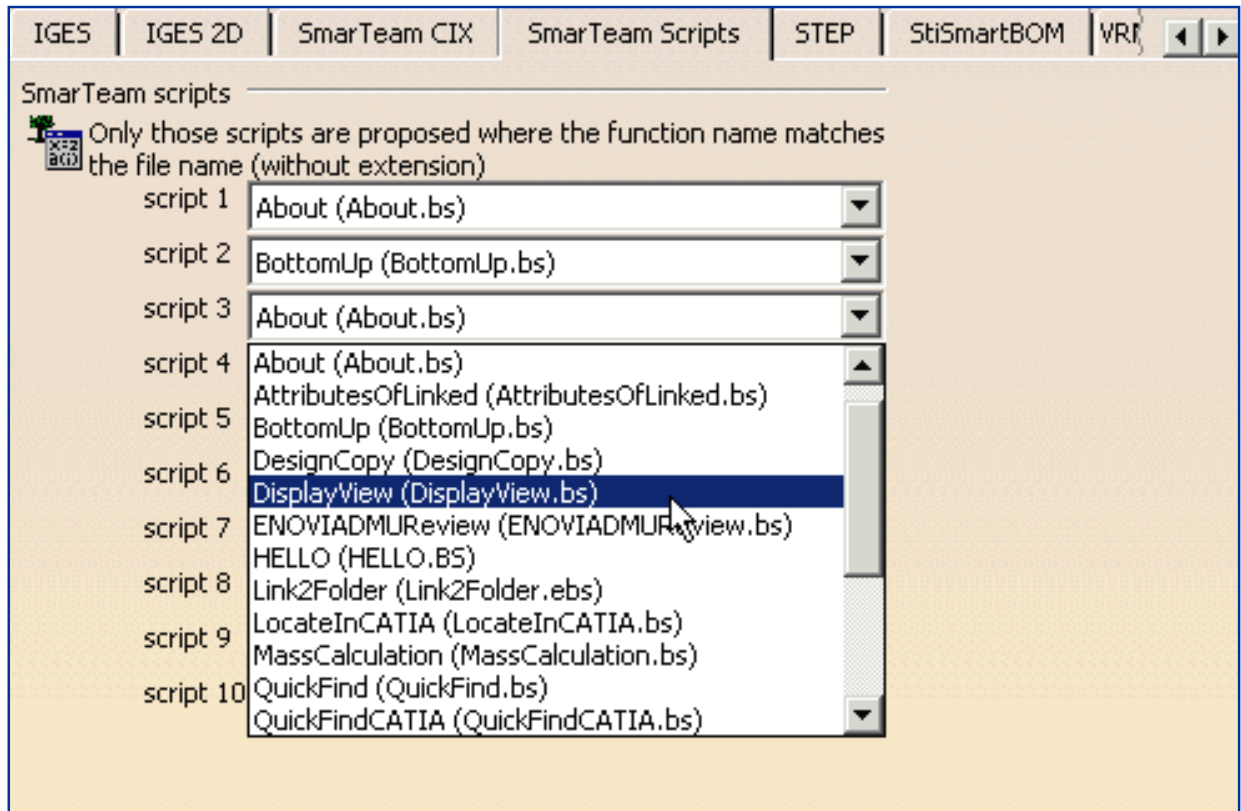 IGES IGES 2D SmarTeam CIX SmarTeam Scripts STEP StiSmartBOM
SmarTeam scripts
Only those scripts are proposed where the function name matches
the file name (without extension)
script 1 About (About.bs)
script 2 BottomUp (BottomUp.bs)
script 3 About (About.bs)
script 4
script 5
script 6
script 7
script 8
script 9
script 10
About (About.bs)
AttributesOfLinked (AttributesOfLinked.bs)
BottomUp (BottomUp.bs)
DesignCopy (DesignCopy.bs)
DisplayView (DisplayView.bs)
ENOVIADMUReview (ENOVIADMUReview.bs)
HELLO (HELLO.BS)
Link2Folder (Link2Folder.ebs)
LocateInCATIA (LocateInCATIA.bs)
MassCalculation (MassCalculation.bs)
QuickFind (QuickFind.bs)
QuickFindCATIA (QuickFindCATIA.bs)